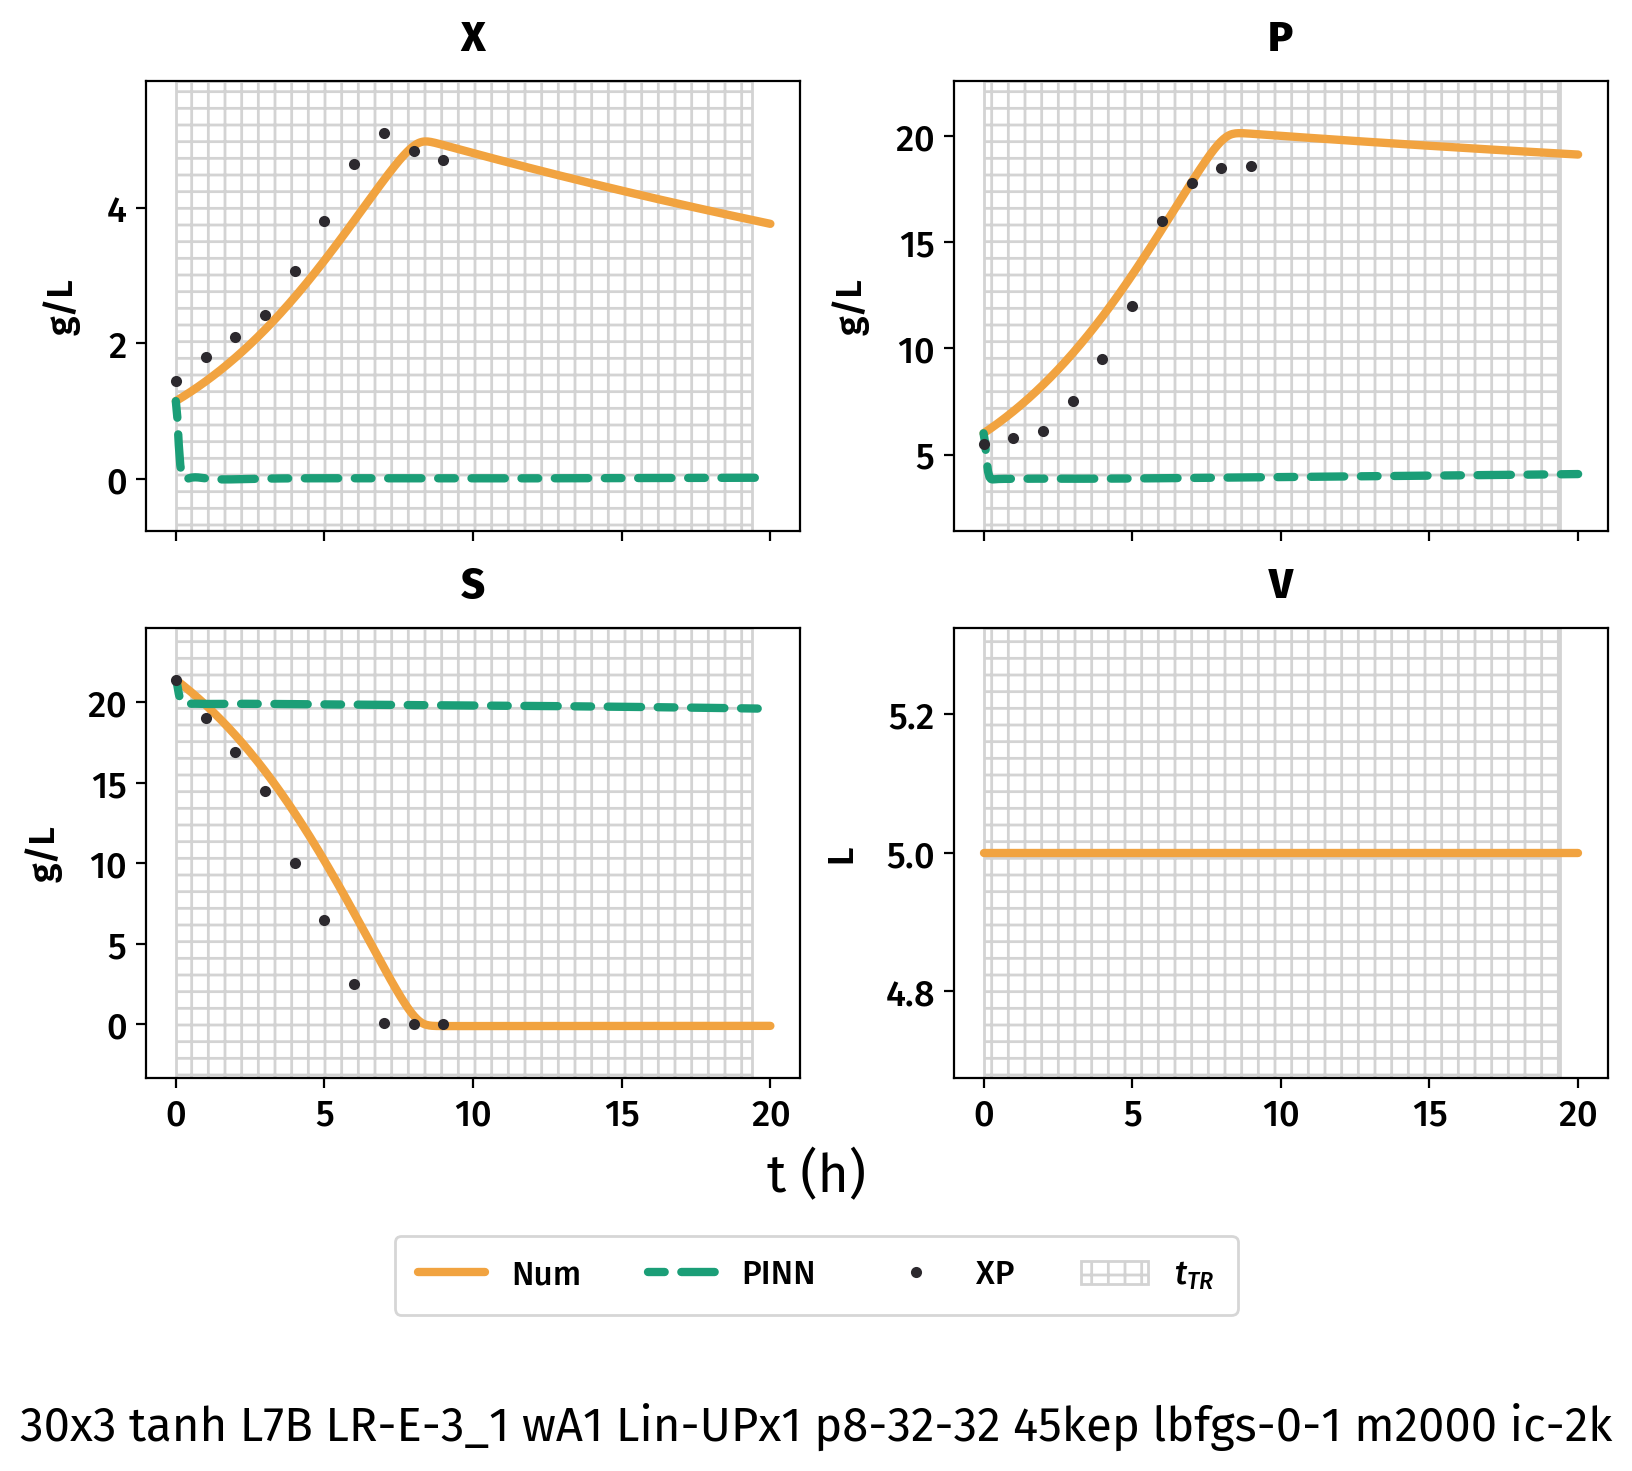 X
P
4
2
0
g/L
20
15
10
5
g/L
S
V
20
15
10
5
0
g/L
5.2
5.0
4.8
L
0 5 10 15 20
0 5 10 15 20
t (h)
Num PINN XP tTR
30x3 tanh L7B LR-E-3_1 wA1 Lin-UPx1 p8-32-32 45kep lbfgs-0-1 m2000 ic-2k